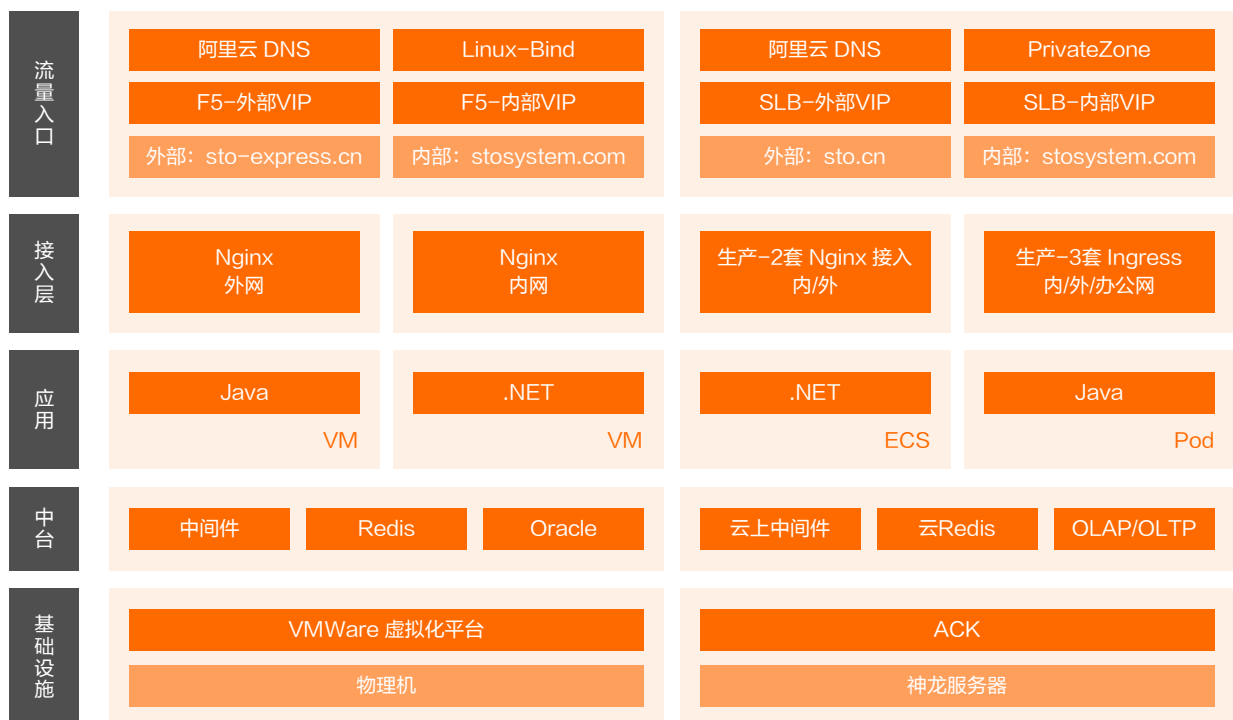 流量入口
阿里云 DNS
Linux-Bind
阿里云 DNS
PrivateZone
F5-外部VIP
F5-内部VIP
SLB-外部VIP
SLB-内部VIP
外部：sto-express.cn
内部：stosystem.com
外部：sto.cn
内部：stosystem.com
接入层
Nginx
外网
Nginx
内网
生产-2套 Nginx 接入
内/外
生产-3套 Ingress
内/外/办公网
应用
Java
VM
.NET
VM
.NET
ECS
Java
Pod
中台
中间件
Redis
Oracle
云上中间件
云Redis
OLAP/OLTP
基础设施
VMWare 虚拟化平台
ACK
物理机
神龙服务器